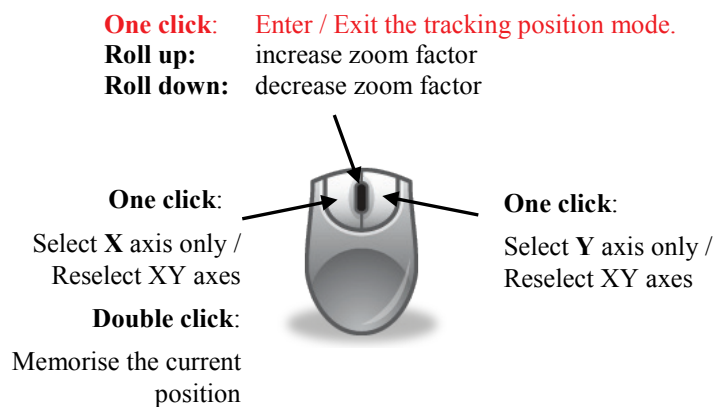 One click: Enter / Exit the tracking position mode.
Roll up: increase zoom factor
Roll down: decrease zoom factor
One click:
Select X axis only /
Reselect XY axes
Double click:
Memorise the current
position
One click:
Select Y axis only /
Reselect XY axes